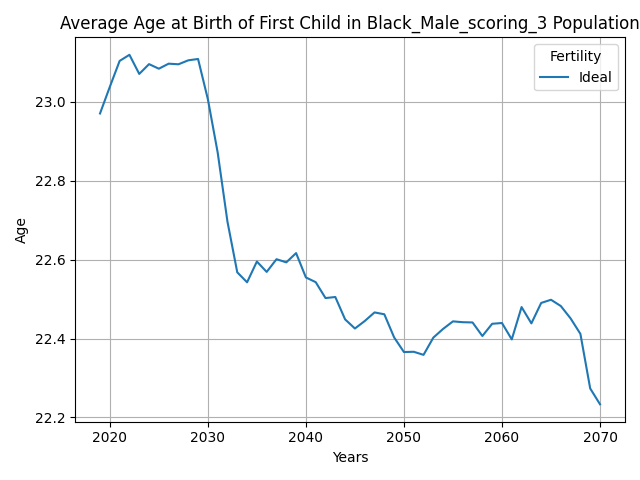 Average Age at Birth of First Child in Black_Male_scoring_3 Population
Fertility
Ideal
Age
23.0
22.8
22.6
22.4
22.2
2020 2030 2040 2050 2060 2070
Years